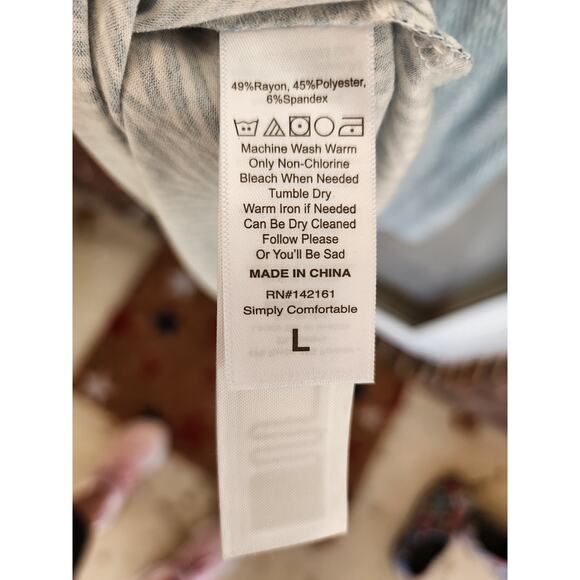 49%Rayon, 45%Polyester,
6%Spandex
Machine Wash Warm
Only Non-Chlorine
Bleach When Needed
Tumble Dry
Warm Iron if Needed
Can Be Dry Cleaned
Follow Please
Or You'll Be Sad
MADE IN CHINA
RN#142161
Simply Comfortable
L